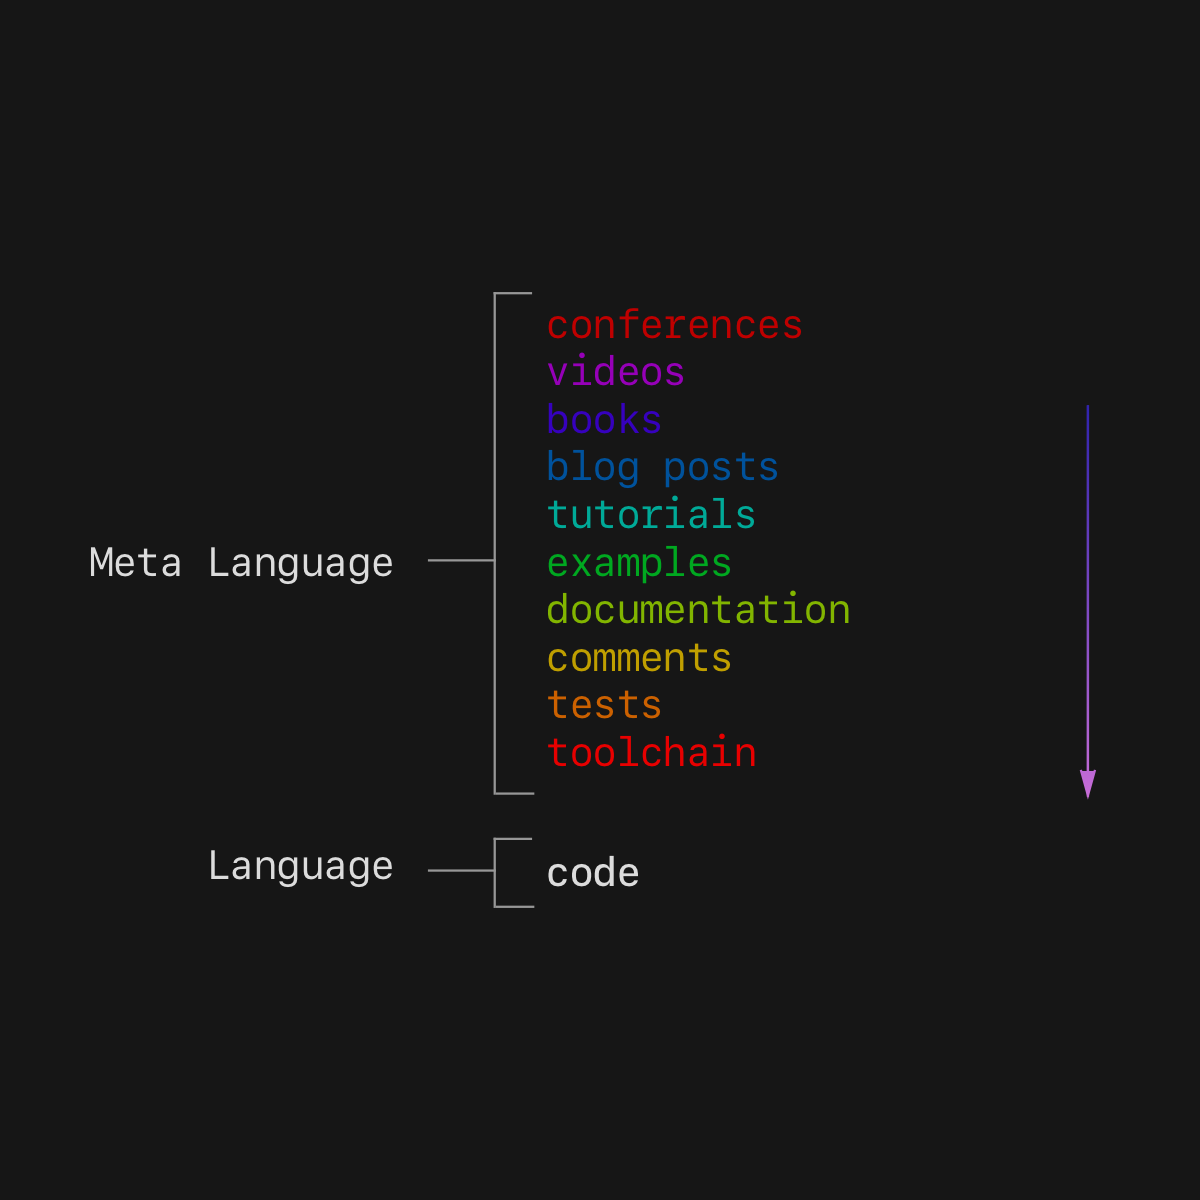 conferences
videos
books
blog posts
tutorials
Meta Language
examples
documentation
comments
tests
toolchain
Language
code